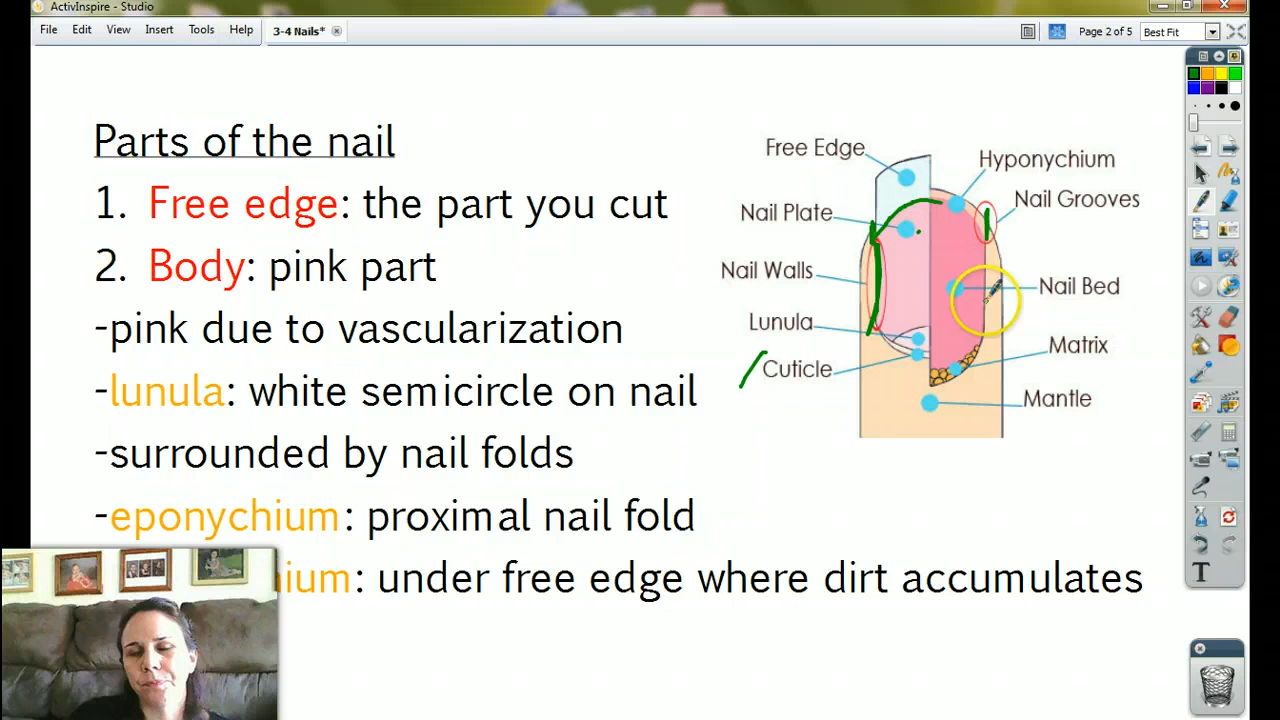 ActivInspire - Studio
File Edit View Insert Tools Help 3-4 Nails* Page 2 of 5 Best Fit
Parts of the nail
1. Free edge: the part you cut
2. Body: pink part
-pink due to vascularization
-lunula: white semicircle on nail
-surrounded by nail folds
-eponychium: proximal nail fold
nium: under free edge where dirt accumulates
Free Edge
Hyponychium
Nail Grooves
Nail Plate
Nail Walls
Nail Bed
Lunula
Matrix
Cuticle
Mantle
T